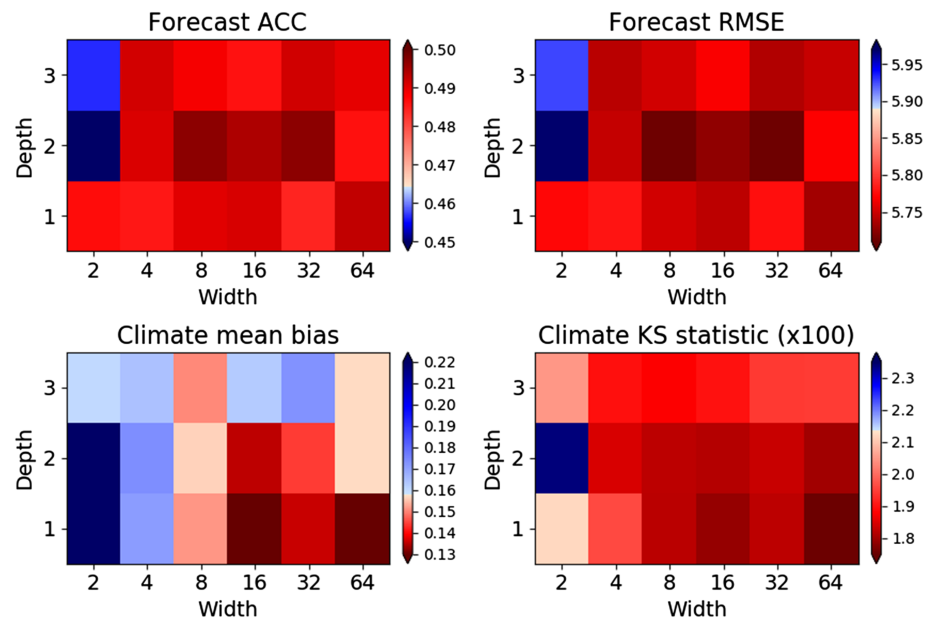 Forecast ACC
Depth
3
2
1
2 4 8 16 32 64
Width
0.50
0.49
0.48
0.47
0.46
0.45
Forecast RMSE
Depth
3
2
1
2 4 8 16 32 64
Width
5.95
5.90
5.85
5.80
5.75
Climate mean bias
Depth
3
2
1
2 4 8 16 32 64
Width
0.22
0.21
0.20
0.19
0.18
0.17
0.16
0.15
0.14
0.13
Climate KS statistic (x100)
Depth
3
2
1
2 4 8 16 32 64
Width
2.3
2.2
2.1
2.0
1.9
1.8